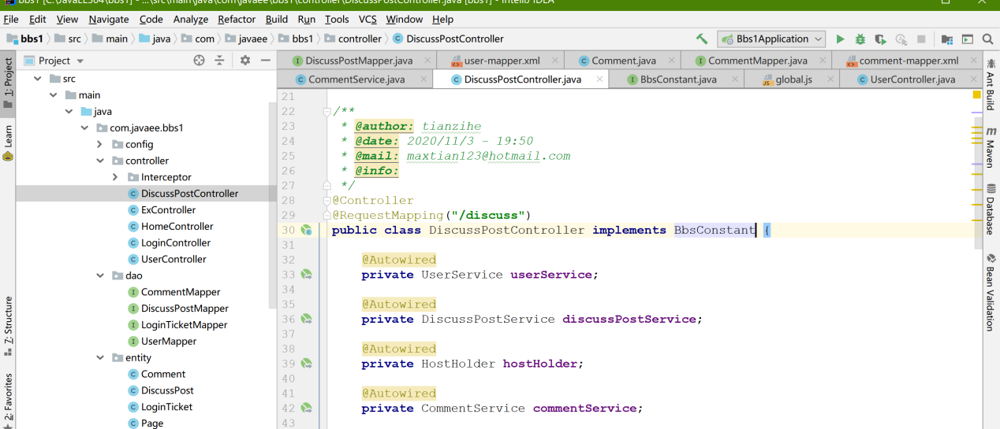 bbs1 [C:\JavaEE304\bbs1] - ...\src\main\java\com\javaee\bbs1\controller\DiscussPostController.java [bbs1] - IntelliJ IDEA
File Edit View Navigate Code Analyze Refactor Build Run Tools VCS Window Help
bbs1 src main java com javaee bbs1 controller DiscussPostController Bbs1Application
Project
DiscussPostMapper.java user-mapper.xml Comment.java CommentMapper.java comment-mapper.xml
CommentService.java DiscussPostController.java BbsConstant.java global.js UserController.java
1: Project
Learn
7: Structure
2: Favorites
src
main
java
com.javaee.bbs1
config
controller
Interceptor
DiscussPostController
ExController
HomeController
LoginController
UserController
dao
CommentMapper
DiscussPostMapper
LoginTicketMapper
UserMapper
entity
Comment
DiscussPost
LoginTicket
Page
21
22 /**
23 * @author: tianzihe
24 * @date: 2020/11/3 - 19:50
25 * @mail: maxtian123@hotmail.com
26 * @info:
27 */
28 @Controller
29 @RequestMapping("/discuss")
30 public class DiscussPostController implements BbsConstant {
31
32 @Autowired
33 private UserService userService;
34
35 @Autowired
36 private DiscussPostService discussPostService;
37
38 @Autowired
39 private HostHolder hostHolder;
40
41 @Autowired
42 private CommentService commentService;
43
Ant Build
Maven
Database
Bean Validation